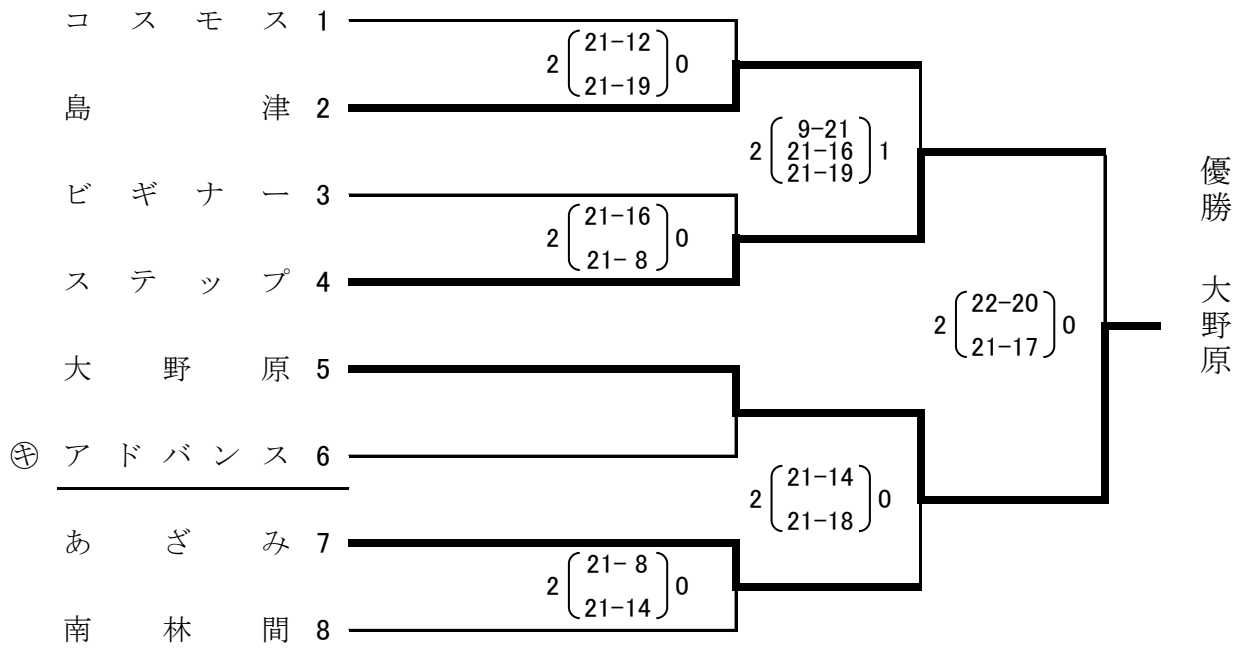 コスモス 1
2 ( 21-12 21-19 ) 0
島津 2
2 ( 9-21 21-16 21-19 ) 1
ビギナー 3
2 ( 21-16 21- 8 ) 0
ステップ 4
2 ( 22-20 21-17 ) 0
大野原 5
㋖ アドバンス 6
2 ( 21-14 21-18 ) 0
あざみ 7
2 ( 21- 8 21-14 ) 0
南林間 8
優勝 大野原